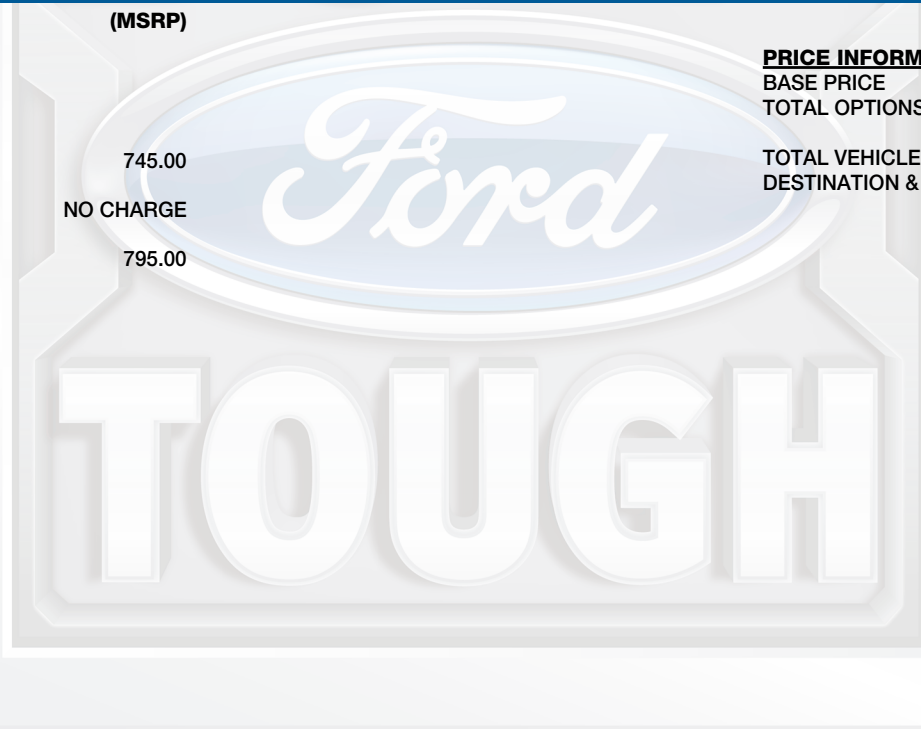 (MSRP)
745.00
NO CHARGE
795.00
PRICE INFORM
BASE PRICE
TOTAL OPTIONS
TOTAL VEHICLE
DESTINATION &
Ford
TOUGH